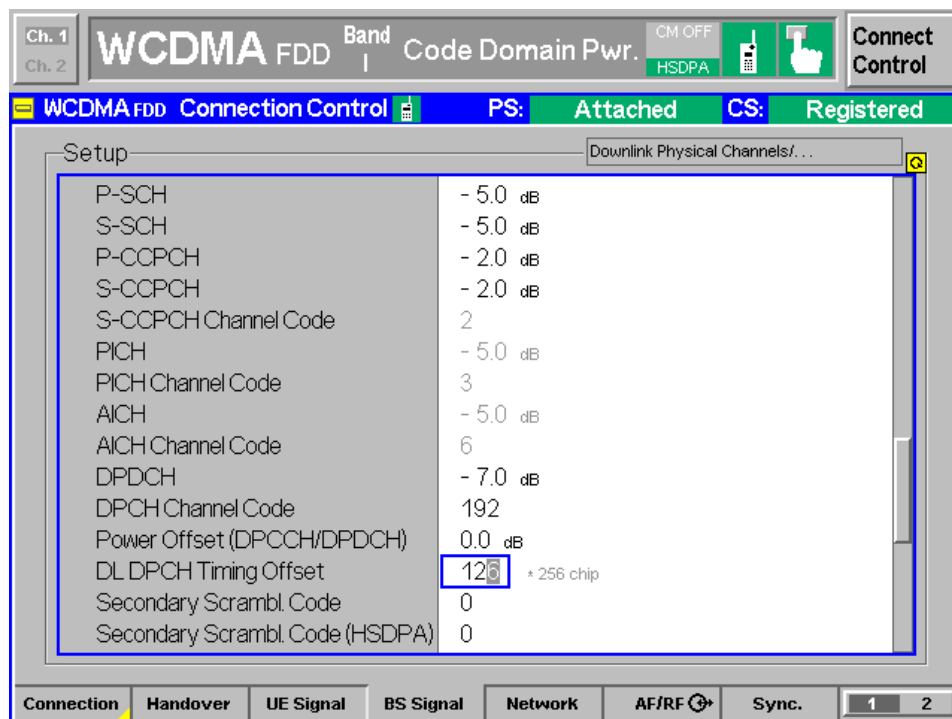 Ch. 1
Ch. 2
WCDMA FDD Band I Code Domain Pwr.
CM OFF
HSDPA
Connect Control
WCDMA FDD Connection Control PS: Attached CS: Registered
Setup
Downlink Physical Channels/...
P-SCH - 5.0 dB
S-SCH - 5.0 dB
P-CCPCH - 2.0 dB
S-CCPCH - 2.0 dB
S-CCPCH Channel Code 2
PICH - 5.0 dB
PICH Channel Code 3
AICH - 5.0 dB
AICH Channel Code 6
DPDCH - 7.0 dB
DPCH Channel Code 192
Power Offset (DPCCH/DPDCH) 0.0 dB
DL DPCH Timing Offset 126 * 256 chip
Secondary Scrambl. Code 0
Secondary Scrambl. Code (HSDPA) 0
Connection Handover UE Signal BS Signal Network AF/RF Sync. 1 2